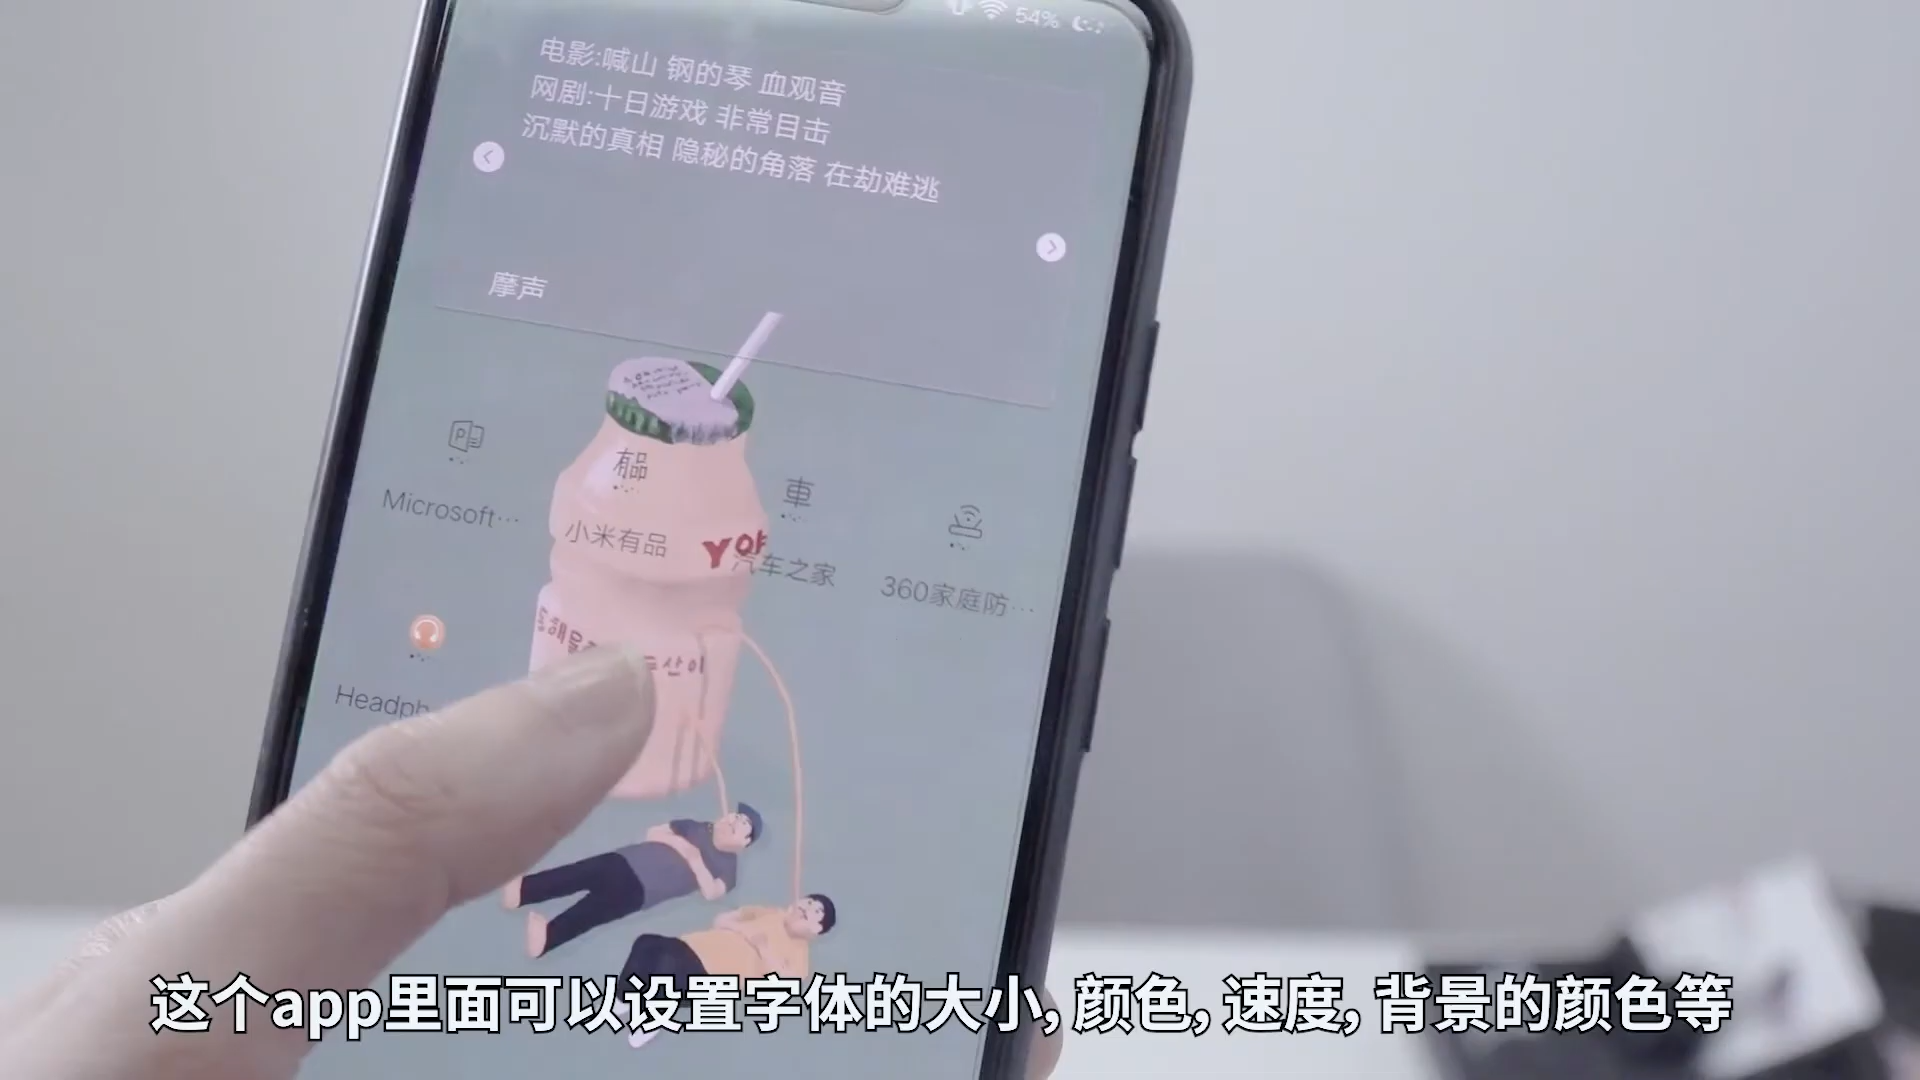 54%
电影:喊山 钢的琴 血观音
网剧:十日游戏 非常目击
沉默的真相 隐秘的角落 在劫难逃
摩声
有品
車
Microsoft…
小米有品
汽车之家
360家庭防…
Headph
这个app里面可以设置字体的大小, 颜色, 速度, 背景的颜色等